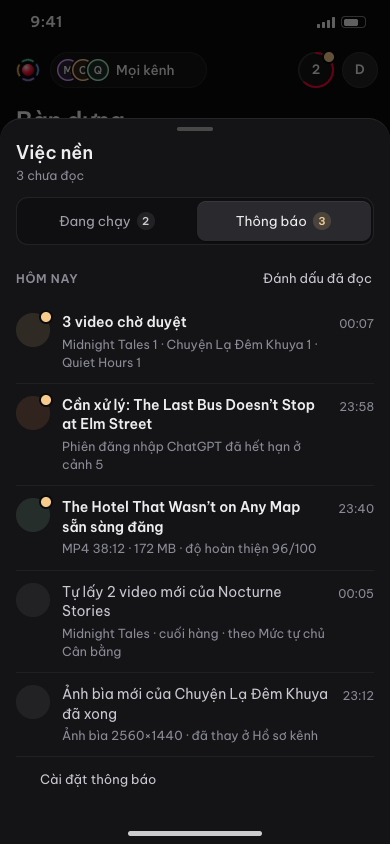 9:41
M C Q Mọi kênh
2
D
Bàn dựng
Việc nền
3 chưa đọc
Đang chạy 2
Thông báo 3
HÔM NAY
Đánh dấu đã đọc
3 video chờ duyệt
00:07
Midnight Tales 1 · Chuyện Lạ Đêm Khuya 1 ·
Quiet Hours 1
Cần xử lý: The Last Bus Doesn’t Stop
23:58
at Elm Street
Phiên đăng nhập ChatGPT đã hết hạn ở
cảnh 5
The Hotel That Wasn’t on Any Map
23:40
sẵn sàng đăng
MP4 38:12 · 172 MB · độ hoàn thiện 96/100
Tự lấy 2 video mới của Nocturne
00:05
Stories
Midnight Tales · cuối hàng · theo Mức tự chủ
Cân bằng
Ảnh bìa mới của Chuyện Lạ Đêm Khuya
23:12
đã xong
Ảnh bìa 2560×1440 · đã thay ở Hồ sơ kênh
Cài đặt thông báo